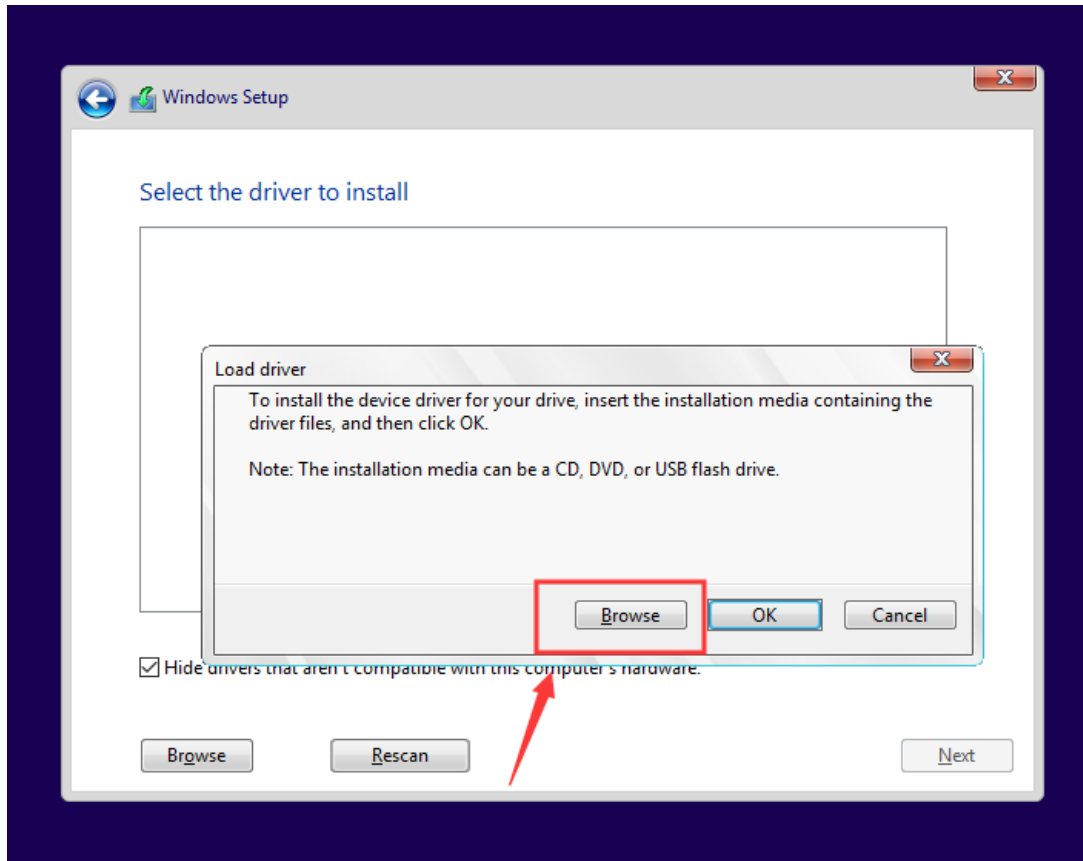 Windows Setup
Select the driver to install
Load driver
To install the device driver for your drive, insert the installation media containing the
driver files, and then click OK.
Note: The installation media can be a CD, DVD, or USB flash drive.
Browse
OK
Cancel
Hide drivers that aren't compatible with this computer's hardware.
Browse
Rescan
Next